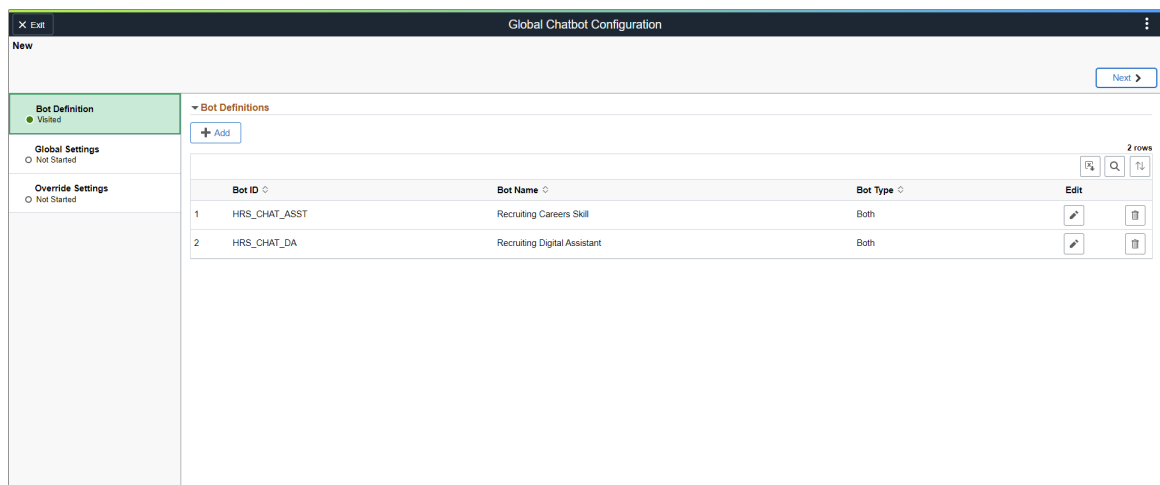 Exit
Global Chatbot Configuration
New
Next
Bot Definition
Visited
Global Settings
Not Started
Override Settings
Not Started
Bot Definitions
Add
2 rows
Bot ID Bot Name Bot Type Edit
1 HRS_CHAT_ASST Recruiting Careers Skill Both
2 HRS_CHAT_DA Recruiting Digital Assistant Both